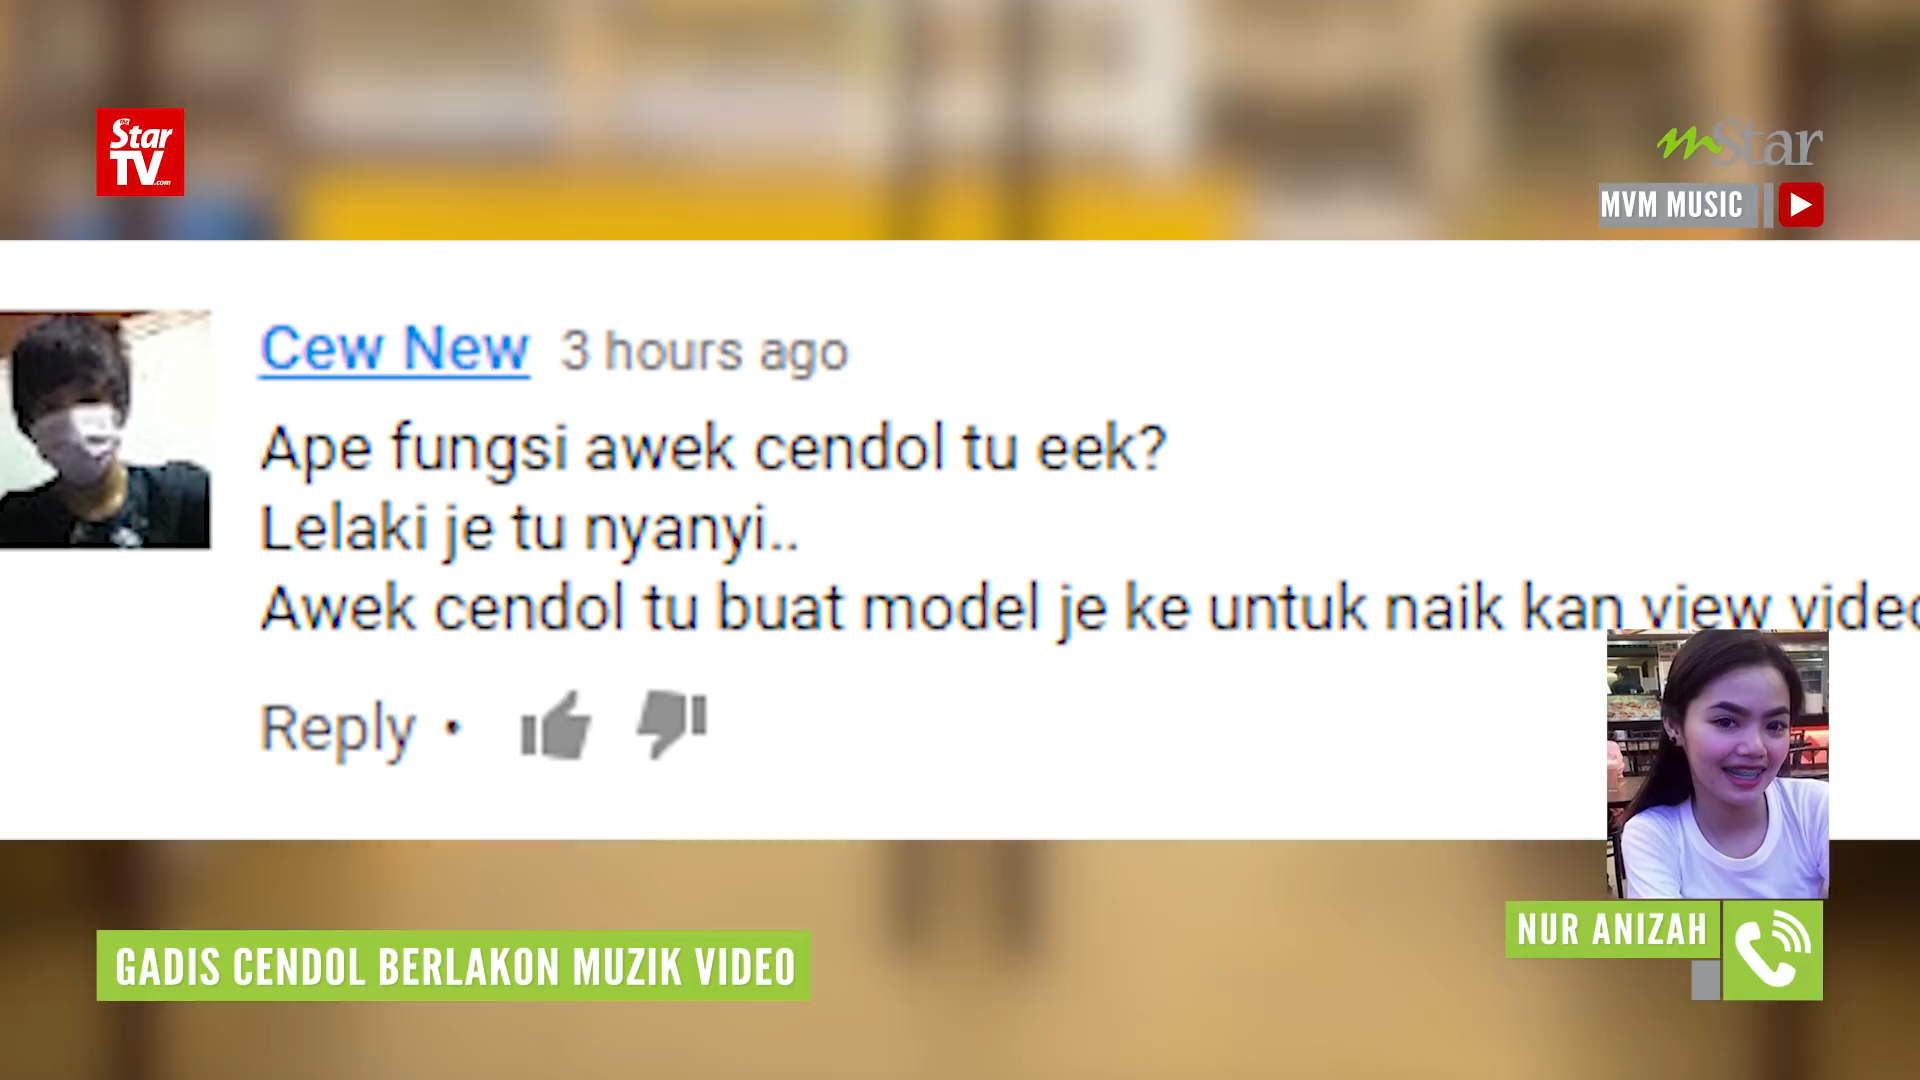 the Star
TV.com
mStar
MVM MUSIC
Cew New 3 hours ago
Ape fungsi awek cendol tu eek?
Lelaki je tu nyanyi..
Awek cendol tu buat model je ke untuk naik kan view video
Reply •
NUR ANIZAH
GADIS CENDOL BERLAKON MUZIK VIDEO